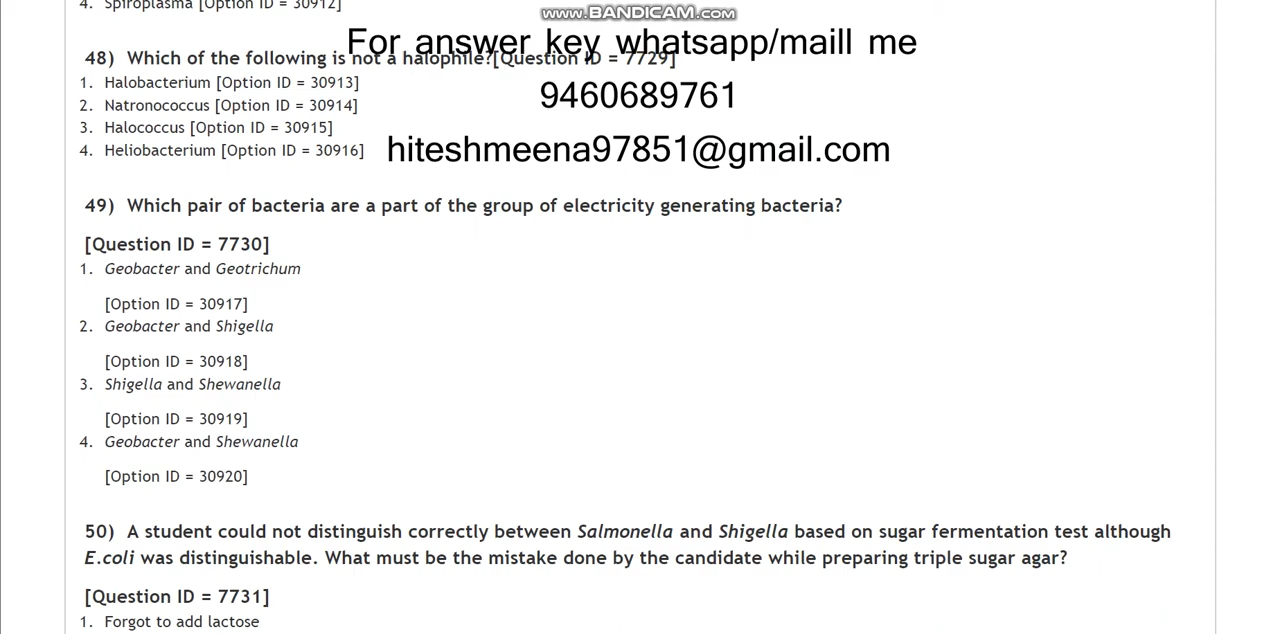 4. Spiroplasma [Option ID = 30912]
www.BANDICAM.com
For answer key whatsapp/maill me
48) Which of the following is not a halophile?[Question ID = 7729]
1. Halobacterium [Option ID = 30913]
9460689761
2. Natronococcus [Option ID = 30914]
3. Halococcus [Option ID = 30915]
4. Heliobacterium [Option ID = 30916]
hiteshmeena97851@gmail.com
49) Which pair of bacteria are a part of the group of electricity generating bacteria?
[Question ID = 7730]
1. Geobacter and Geotrichum
[Option ID = 30917]
2. Geobacter and Shigella
[Option ID = 30918]
3. Shigella and Shewanella
[Option ID = 30919]
4. Geobacter and Shewanella
[Option ID = 30920]
50) A student could not distinguish correctly between Salmonella and Shigella based on sugar fermentation test although
E.coli was distinguishable. What must be the mistake done by the candidate while preparing triple sugar agar?
[Question ID = 7731]
1. Forgot to add lactose